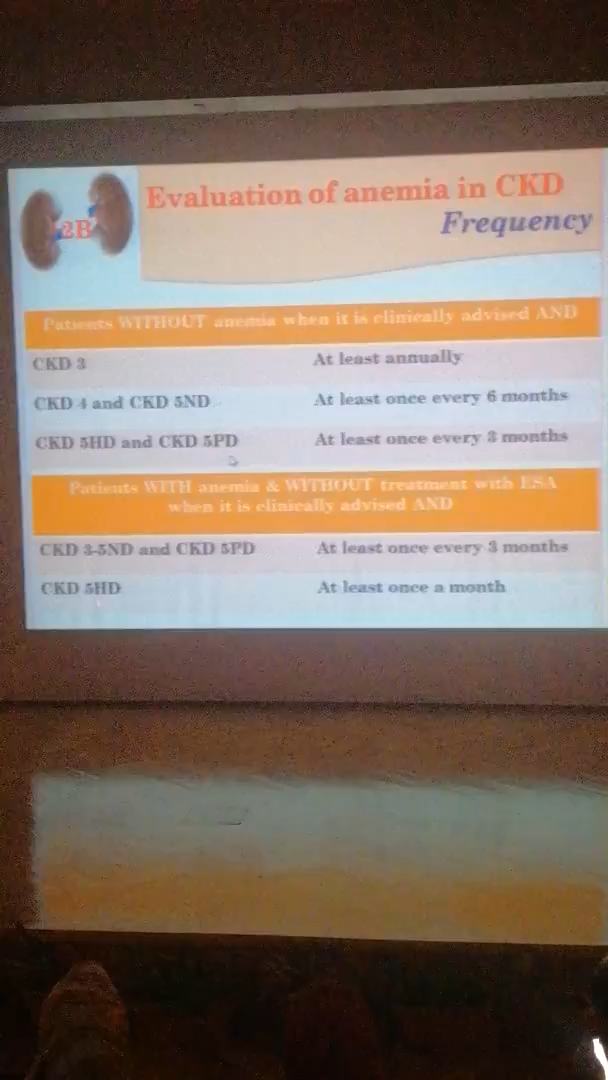 2B
Evaluation of anemia in CKD
Frequency
Patients WITHOUT anemia when it is clinically advised AND
CKD 3 At least annually
CKD 4 and CKD 5ND At least once every 6 months
CKD 5HD and CKD 5PD At least once every 3 months
Patients WITH anemia & WITHOUT treatment with ESA
when it is clinically advised AND
CKD 3-5ND and CKD 5PD At least once every 3 months
CKD 5HD At least once a month